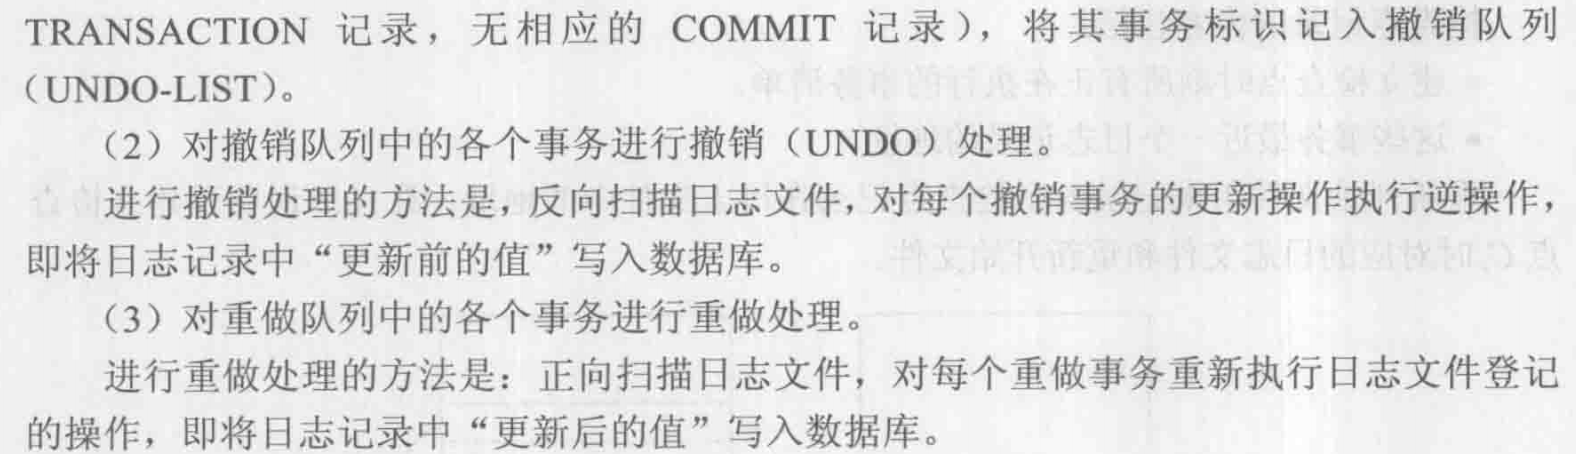 TRANSACTION 记录，无相应的 COMMIT 记录），将其事务标识记入撤销队列
（UNDO-LIST）。
（2）对撤销队列中的各个事务进行撤销（UNDO）处理。
进行撤销处理的方法是，反向扫描日志文件，对每个撤销事务的更新操作执行逆操作，
即将日志记录中“更新前的值”写入数据库。
（3）对重做队列中的各个事务进行重做处理。
进行重做处理的方法是：正向扫描日志文件，对每个重做事务重新执行日志文件登记
的操作，即将日志记录中“更新后的值”写入数据库。